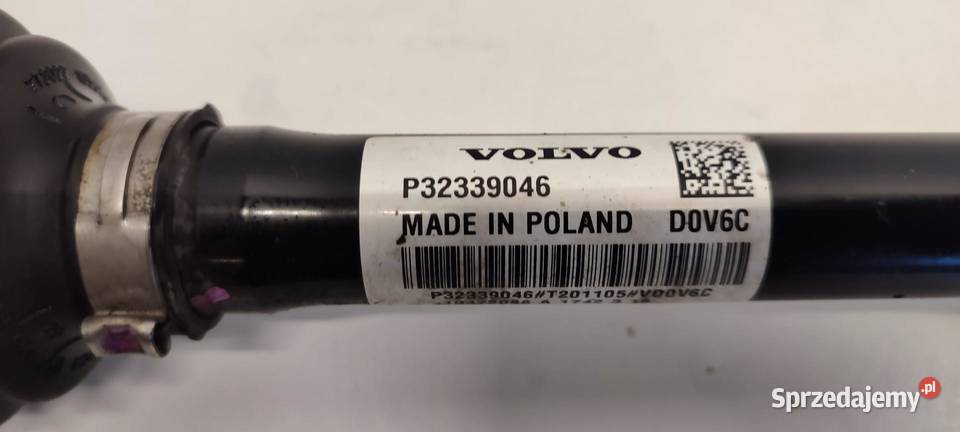 VOLVO
P32339046
MADE IN POLAND D0V6C
P32339046#T201105#VD0V6C
Sprzedajemy.pl